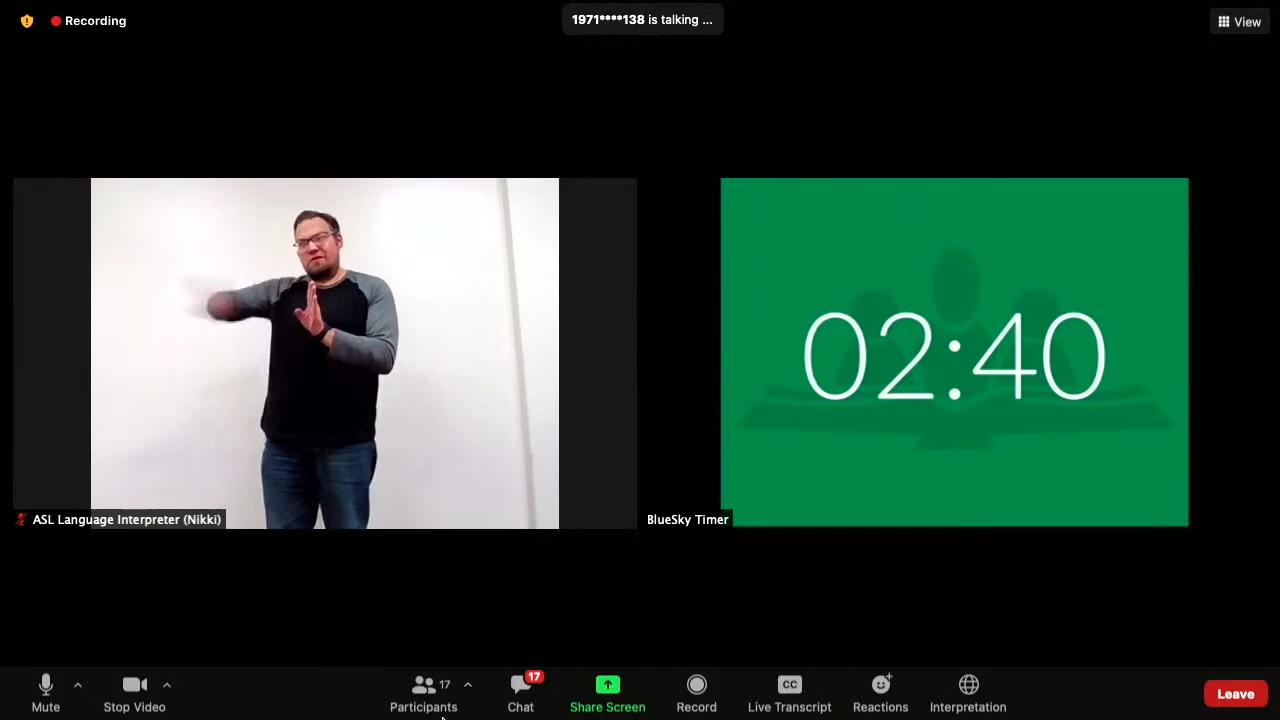 Recording
1971****138 is talking ...
View
02:40
ASL Language Interpreter (Nikki)
BlueSky Timer
17
17
CC
Mute
Stop Video
Participants
Chat
Share Screen
Record
Live Transcript
Reactions
Interpretation
Leave